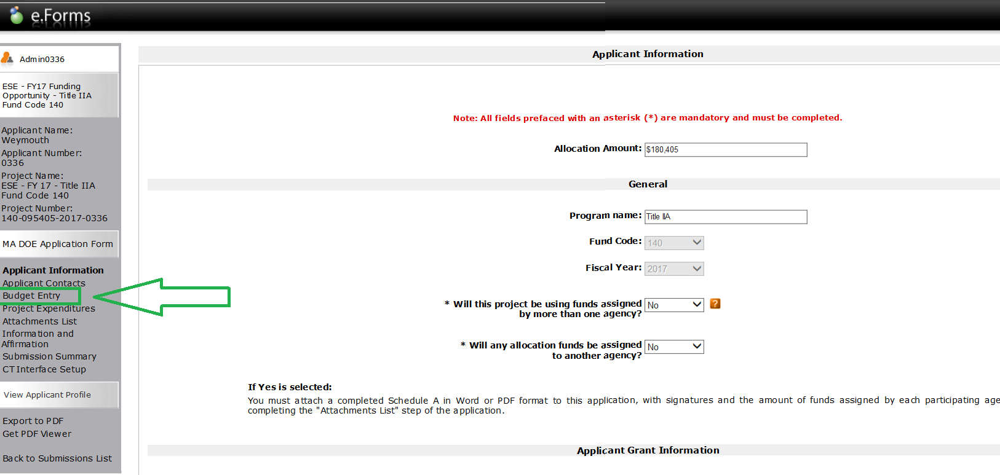 e.Forms
Admin0336
ESE - FY17 Funding
Opportunity - Title IIA
Fund Code 140
Applicant Name:
Weymouth
Applicant Number:
0336
Project Name:
ESE - FY 17 - Title IIA
Fund Code 140
Project Number:
140-095405-2017-0336
MA DOE Application Form
Applicant Information
Applicant Contacts
Budget Entry
Project Expenditures
Attachments List
Information and
Affirmation
Submission Summary
CT Interface Setup
View Applicant Profile
Export to PDF
Get PDF Viewer
Back to Submissions List
Applicant Information
Note: All fields prefaced with an asterisk (*) are mandatory and must be completed.
Allocation Amount: $180,405
General
Program name: Title IIA
Fund Code: 140
Fiscal Year: 2017
* Will this project be using funds assigned
by more than one agency? No ?
* Will any allocation funds be assigned
to another agency? No
If Yes is selected:
You must attach a completed Schedule A in Word or PDF format to this application, with signatures and the amount of funds assigned by each participating age
completing the "Attachments List" step of the application.
Applicant Grant Information